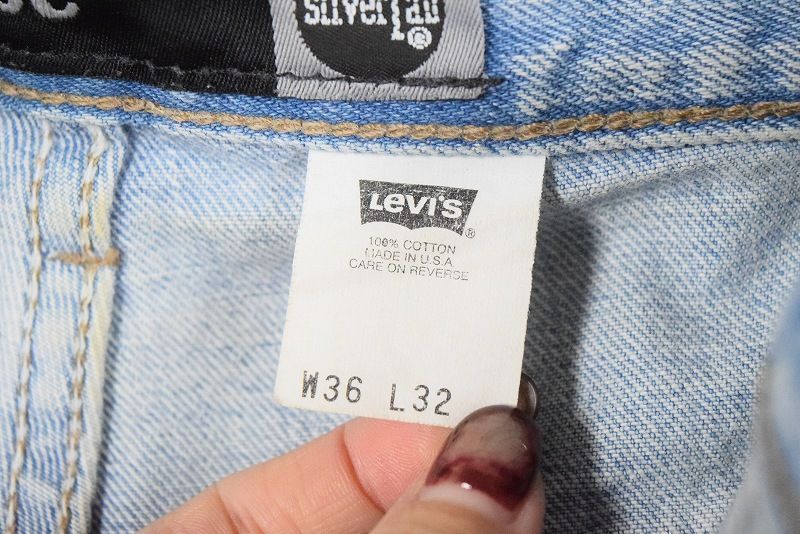 SilverTab®
LEVI'S®
100% COTTON
MADE IN U.S.A
CARE ON REVERSE
W36 L32